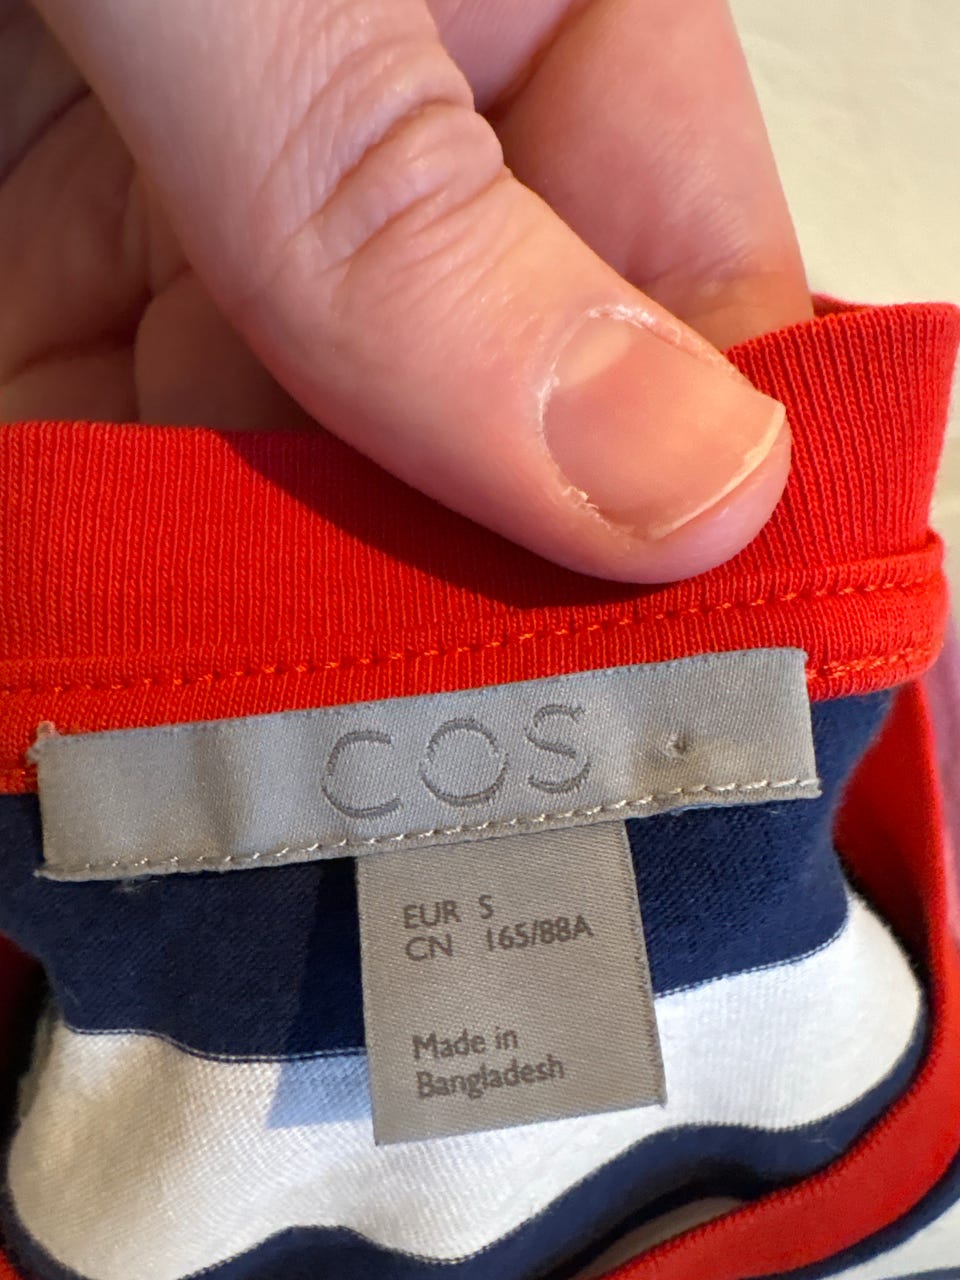 COS
EUR S
CN 165/88A
Made in
Bangladesh